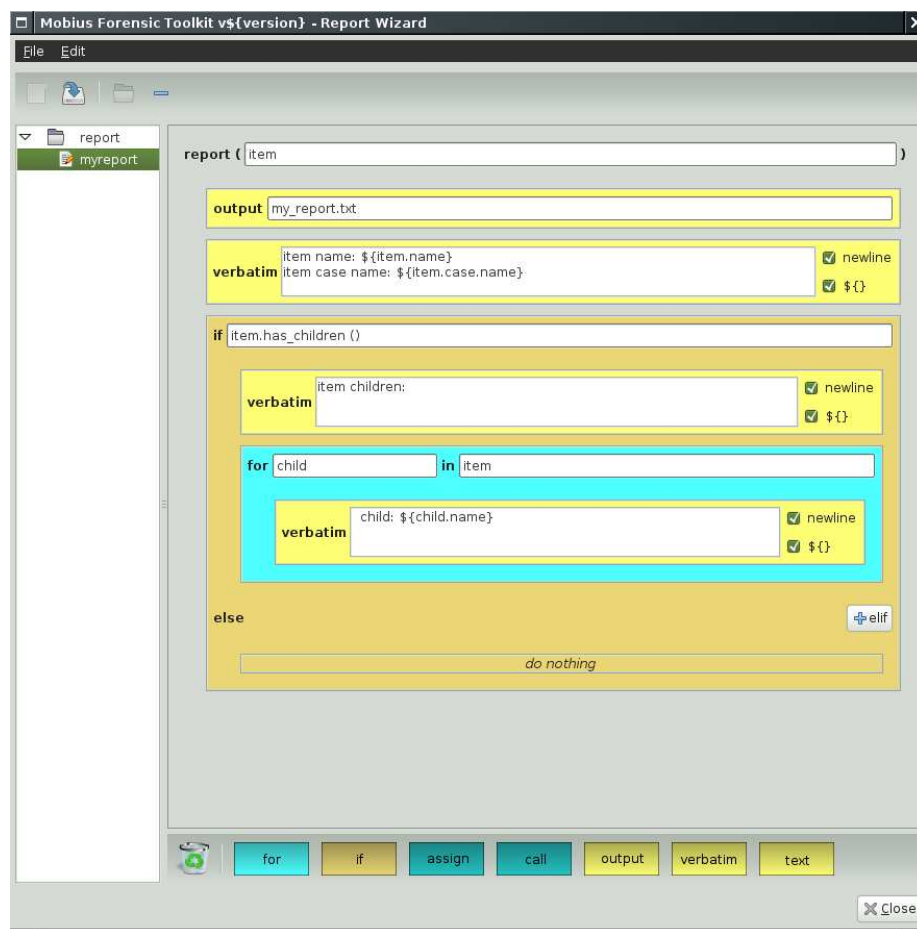 Mobius Forensic Toolkit v${version} - Report Wizard
File Edit
report
myreport
report ( item )
output my_report.txt
verbatim
item name: ${item.name}
item case name: ${item.case.name}
newline
${}
if item.has_children ()
verbatim
item children:
newline
${}
for child in item
verbatim
child: ${child.name}
newline
${}
else
elif
do nothing
for if assign call output verbatim text
Close